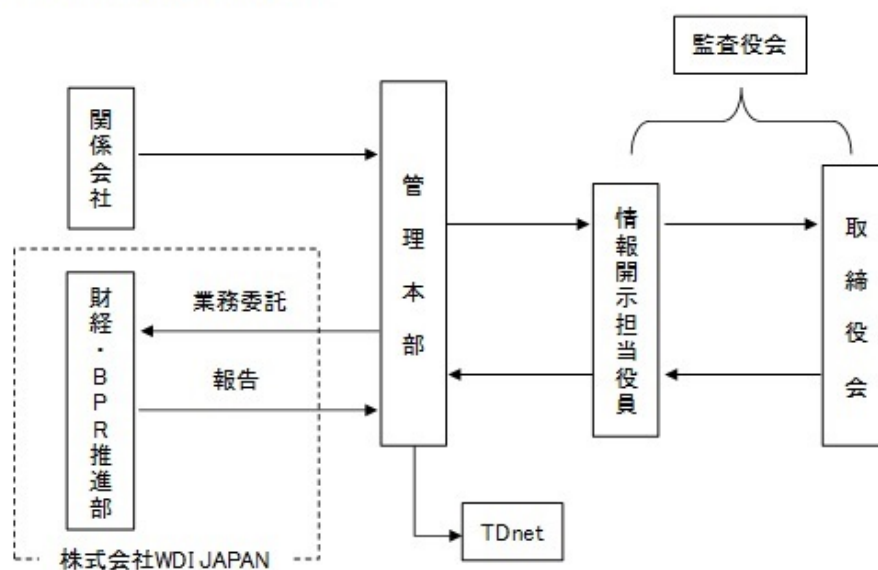 監査役会
関係会社
管理本部
情報開示担当役員
取締役会
財経・BPR推進部
業務委託
報告
TDnet
株式会社WDI JAPAN